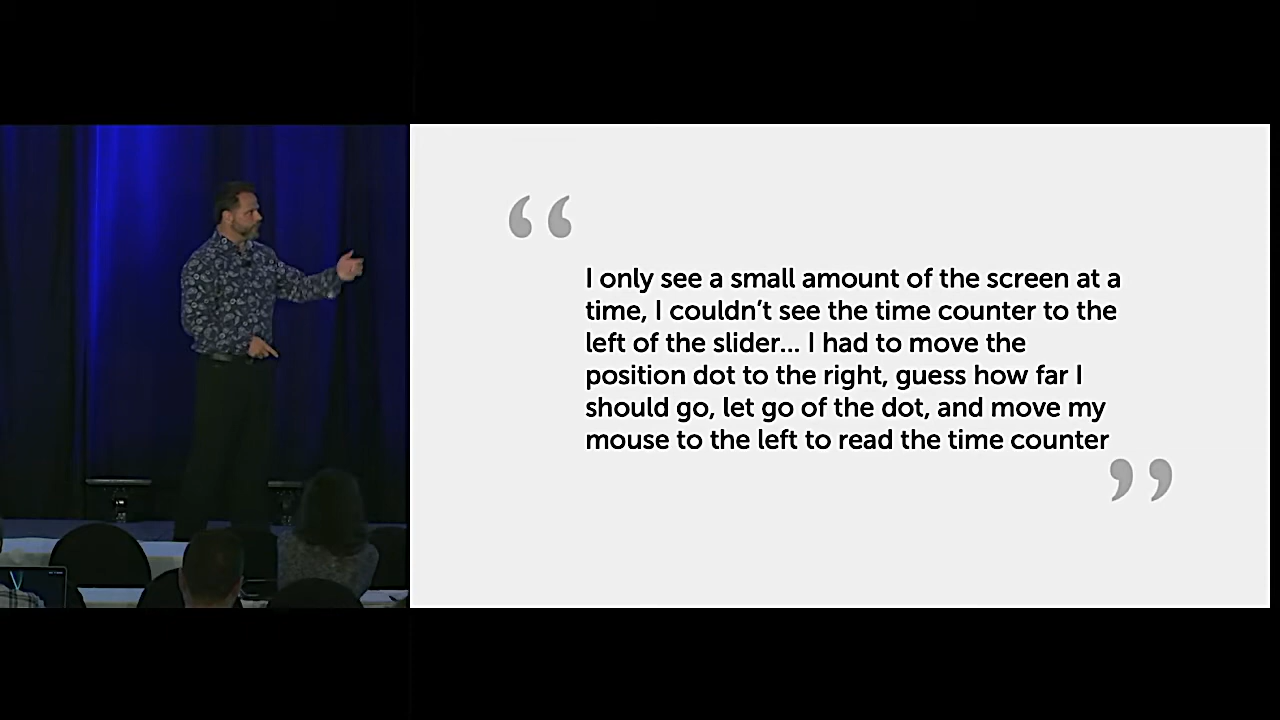 “
I only see a small amount of the screen at a
time, I couldn’t see the time counter to the
left of the slider... I had to move the
position dot to the right, guess how far I
should go, let go of the dot, and move my
mouse to the left to read the time counter
”